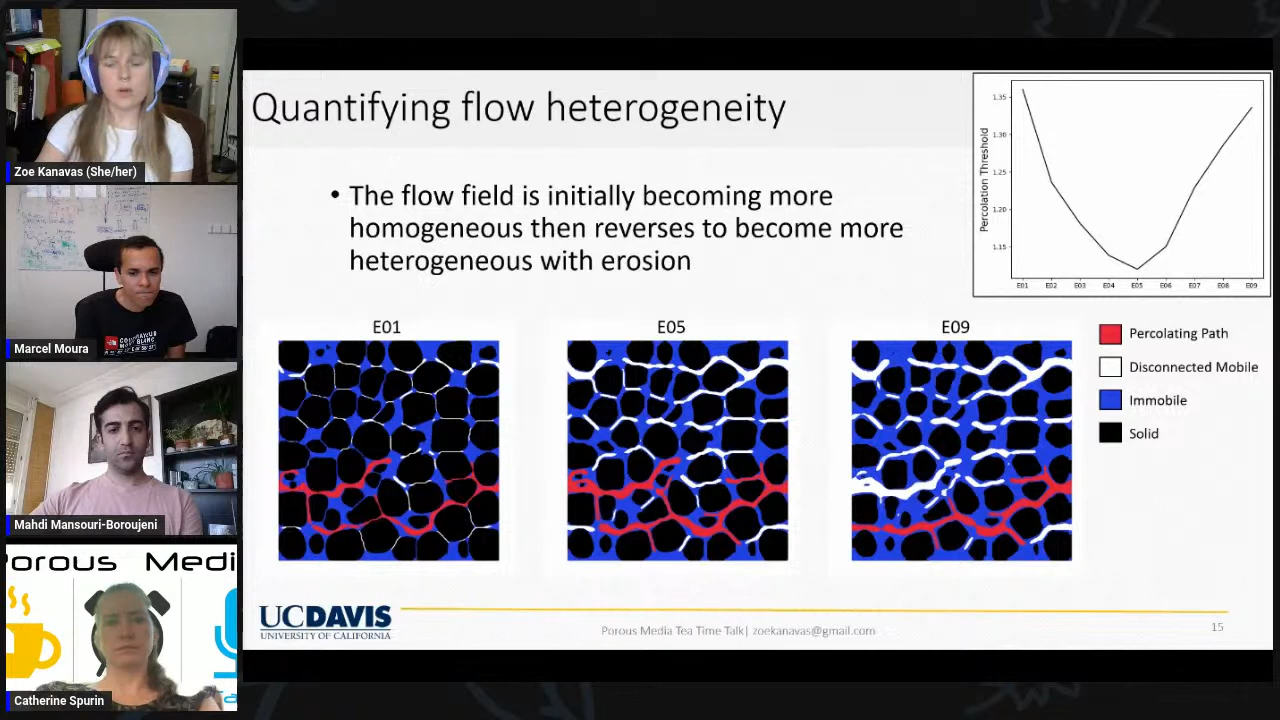 Zoe Kanavas (She/her)
Marcel Moura
Mahdi Mansouri-Boroujeni
Porous Medi
Catherine Spurin
Quantifying flow heterogeneity
• The flow field is initially becoming more
homogeneous then reverses to become more
heterogeneous with erosion
Percolation Threshold
1.35
1.30
1.25
1.20
1.15
E01 E02 E03 E04 E05 E06 E07 E08 E09
E01
E05
E09
Percolating Path
Disconnected Mobile
Immobile
Solid
UCDAVIS
UNIVERSITY OF CALIFORNIA
Porous Media Tea Time Talk| zoekanavas@gmail.com
15